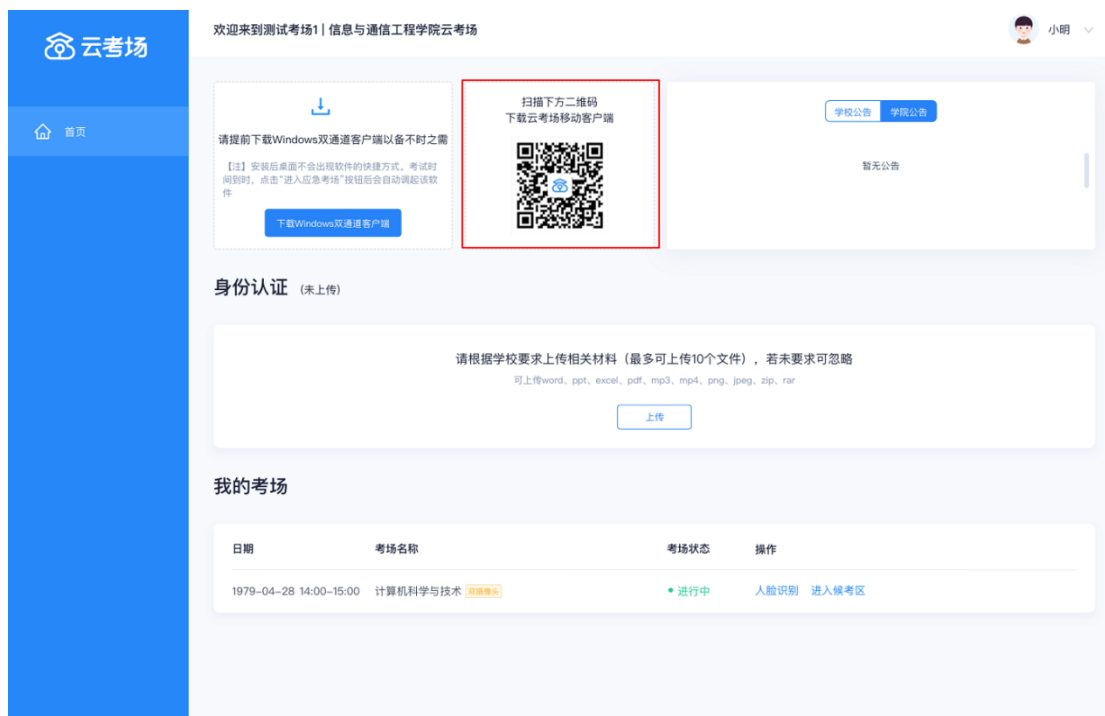 云考场
欢迎来到测试考场1 | 信息与通信工程学院云考场
小明
首页
请提前下载Windows双通道客户端以备不时之需
【注】安装后桌面不会出现软件的快捷方式。考试时
间到时，点击“进入应急考场”按钮后会自动调起该软
件
下载Windows双通道客户端
扫描下方二维码
下载云考场移动客户端
学校公告 学院公告
暂无公告
身份认证 (未上传)
请根据学校要求上传相关材料（最多可上传10个文件），若未要求可忽略
可上传word、ppt、excel、pdf、mp3、mp4、png、jpeg、zip、rar
上传
我的考场
日期 考场名称 考场状态 操作
1979-04-28 14:00-15:00 计算机科学与技术 双摄像头 进行中 人脸识别 进入候考区